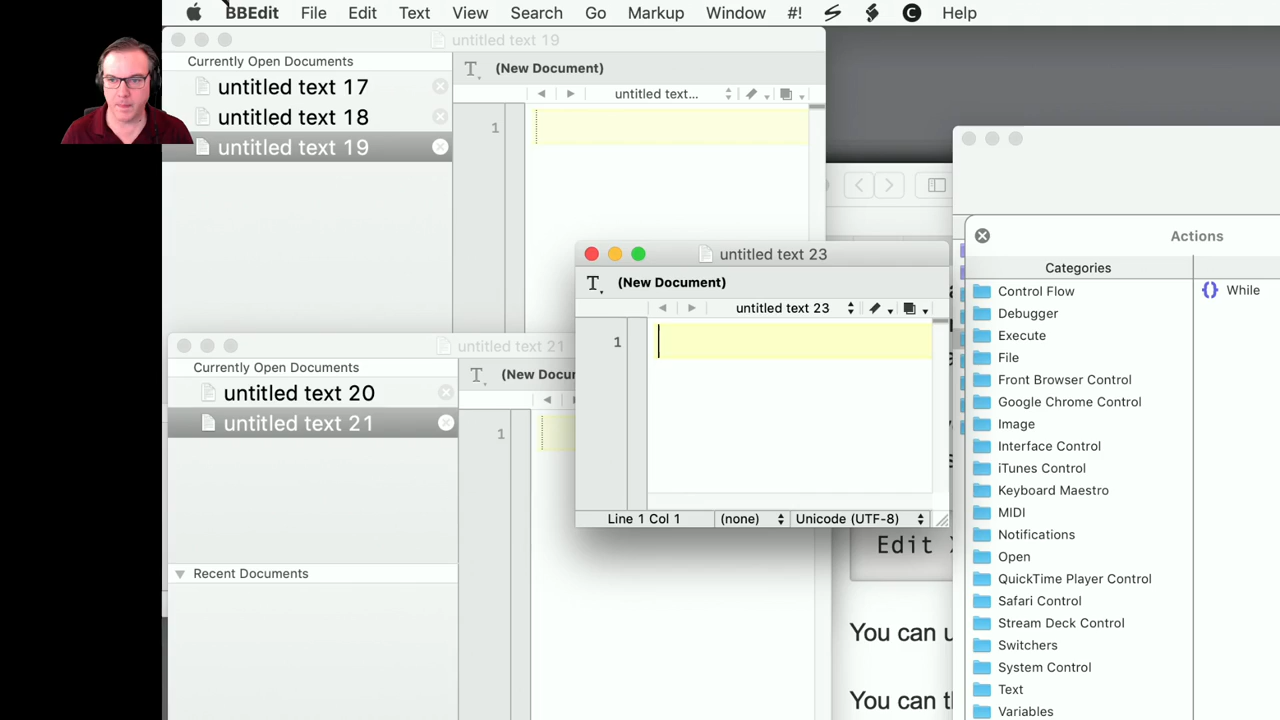 BBEdit File Edit Text View Search Go Markup Window #! Help
untitled text 19
Currently Open Documents
untitled text 17
untitled text 18
untitled text 19
(New Document)
untitled text...
1
untitled text 21
Currently Open Documents
untitled text 20
untitled text 21
Recent Documents
(New Docu
1
untitled text 23
(New Document)
untitled text 23
1
Line 1 Col 1
(none)
Unicode (UTF-8)
Edit
You can u
You can t
Actions
Categories
Control Flow
Debugger
Execute
File
Front Browser Control
Google Chrome Control
Image
Interface Control
iTunes Control
Keyboard Maestro
MIDI
Notifications
Open
QuickTime Player Control
Safari Control
Stream Deck Control
Switchers
System Control
Text
Variables
While